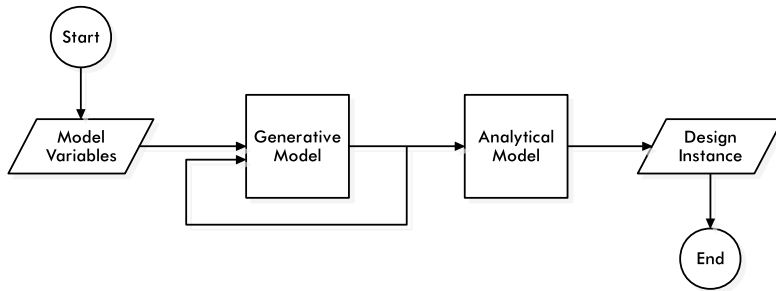 Start
Model
Variables
Generative
Model
Analytical
Model
Design
Instance
End